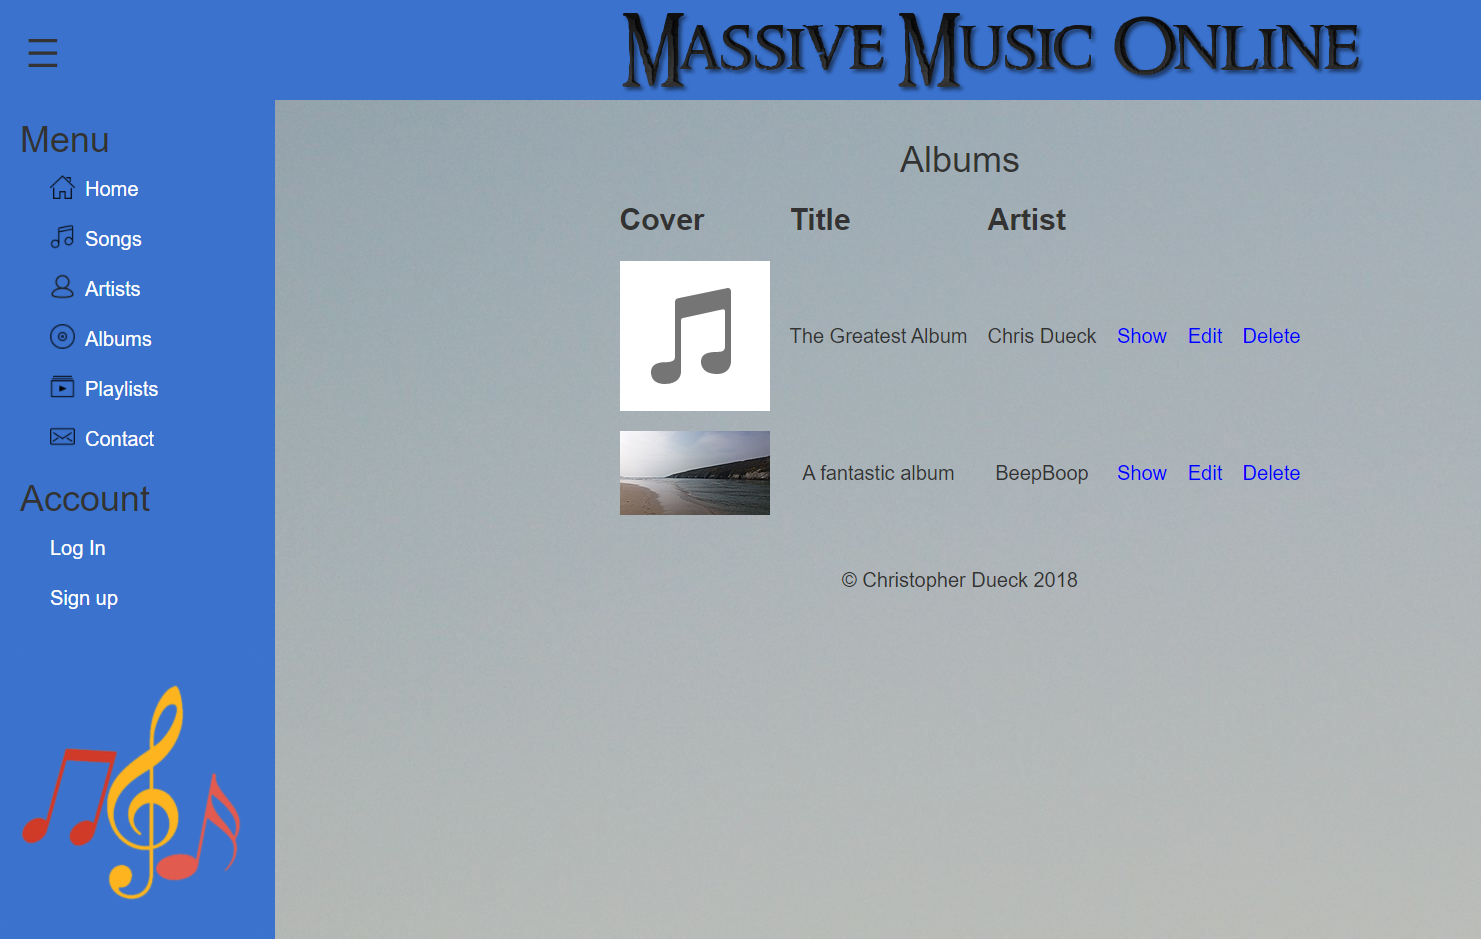 ☰
MASSIVE MUSIC ONLINE
Menu
Home
Songs
Artists
Albums
Playlists
Contact
Account
Log In
Sign up
Albums
Cover Title Artist
The Greatest Album Chris Dueck Show Edit Delete
A fantastic album BeepBoop Show Edit Delete
© Christopher Dueck 2018